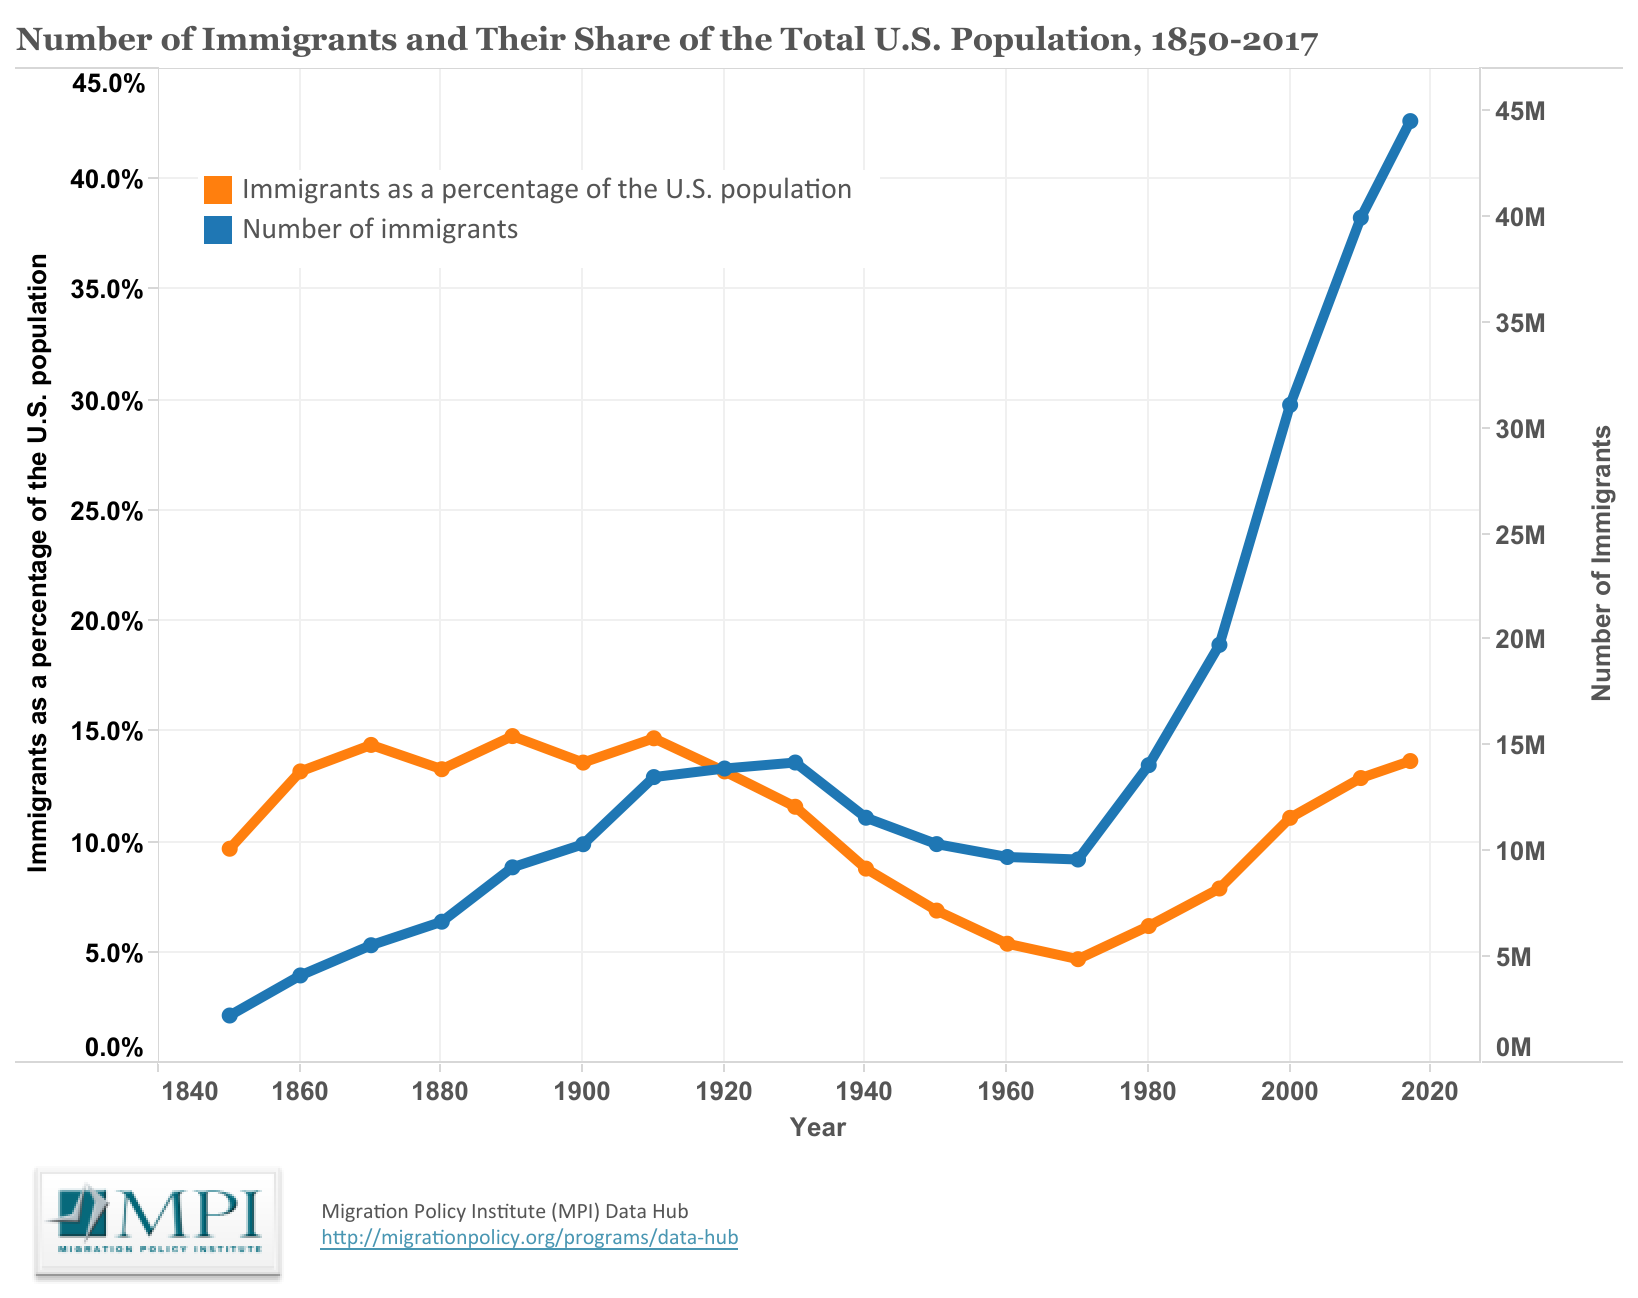 Number of Immigrants and Their Share of the Total U.S. Population, 1850-2017
45.0%
40.0%
35.0%
30.0%
25.0%
20.0%
15.0%
10.0%
5.0%
0.0%
Immigrants as a percentage of the U.S. population
Immigrants as a percentage of the U.S. population
Number of immigrants
45M
40M
35M
30M
25M
20M
15M
10M
5M
0M
Number of Immigrants
1840 1860 1880 1900 1920 1940 1960 1980 2000 2020
Year
MPI
MIGRATION POLICY INSTITUTE
Migration Policy Institute (MPI) Data Hub
http://migrationpolicy.org/programs/data-hub